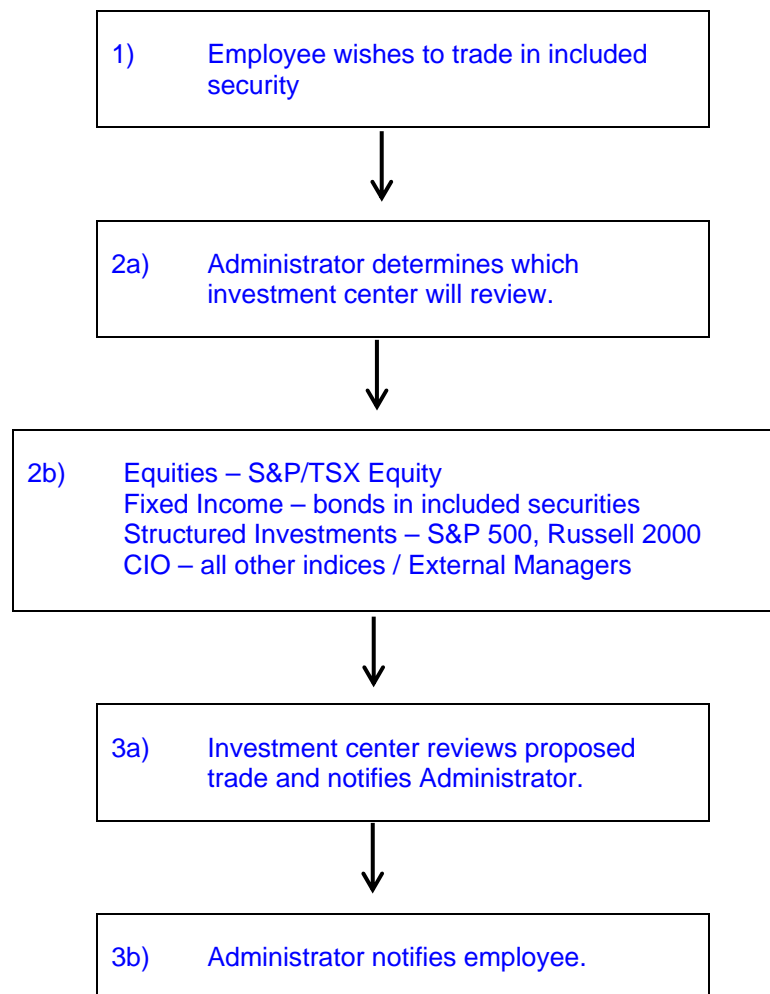 1) Employee wishes to trade in included
security
2a) Administrator determines which
investment center will review.
2b) Equities – S&P/TSX Equity
Fixed Income – bonds in included securities
Structured Investments – S&P 500, Russell 2000
CIO – all other indices / External Managers
3a) Investment center reviews proposed
trade and notifies Administrator.
3b) Administrator notifies employee.